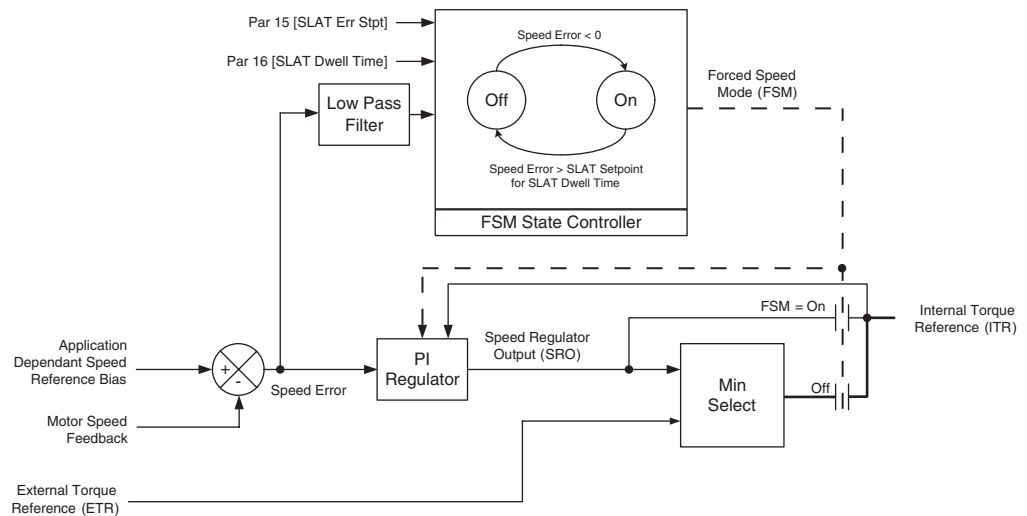 Par 15 [SLAT Err Stpt]
Par 16 [SLAT Dwell Time]
Low Pass
Filter
Speed Error < 0
Off
On
Speed Error > SLAT Setpoint
for SLAT Dwell Time
FSM State Controller
Forced Speed
Mode (FSM)
Application
Dependant Speed
Reference Bias
+
-
Speed Error
Motor Speed
Feedback
PI
Regulator
Speed Regulator
Output (SRO)
FSM = On
Internal Torque
Reference (ITR)
Min
Select
Off
External Torque
Reference (ETR)